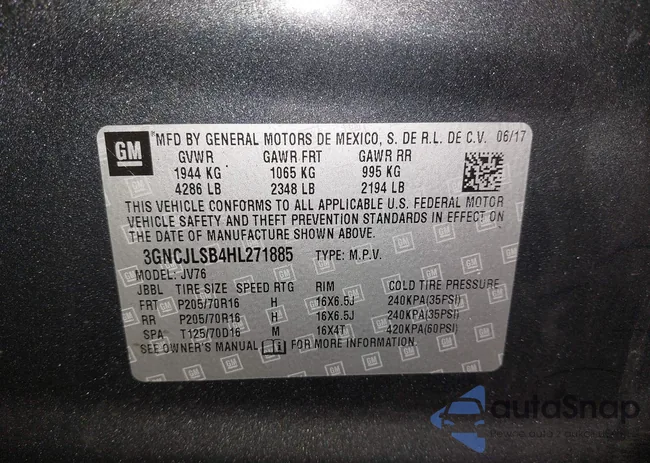 GM MFD BY GENERAL MOTORS DE MEXICO, S. DE R.L. DE C.V. 06/17
GVWR GAWR FRT GAWR RR
1944 KG 1065 KG 995 KG
4286 LB 2348 LB 2194 LB
THIS VEHICLE CONFORMS TO ALL APPLICABLE U.S. FEDERAL MOTOR
VEHICLE SAFETY AND THEFT PREVENTION STANDARDS IN EFFECT ON
THE DATE OF MANUFACTURE SHOWN ABOVE.
3GNCJLSB4HL271885 TYPE: M.P.V.
MODEL: JV76
JBBL TIRE SIZE SPEED RTG RIM COLD TIRE PRESSURE
FRT P205/70R16 H 16X6.5J 240KPA(35PSI)
RR P205/70R16 H 16X6.5J 240KPA(35PSI)
SPA T125/70D16 M 16X4T 420KPA(60PSI)
SEE OWNER'S MANUAL FOR MORE INFORMATION.
autoSnap